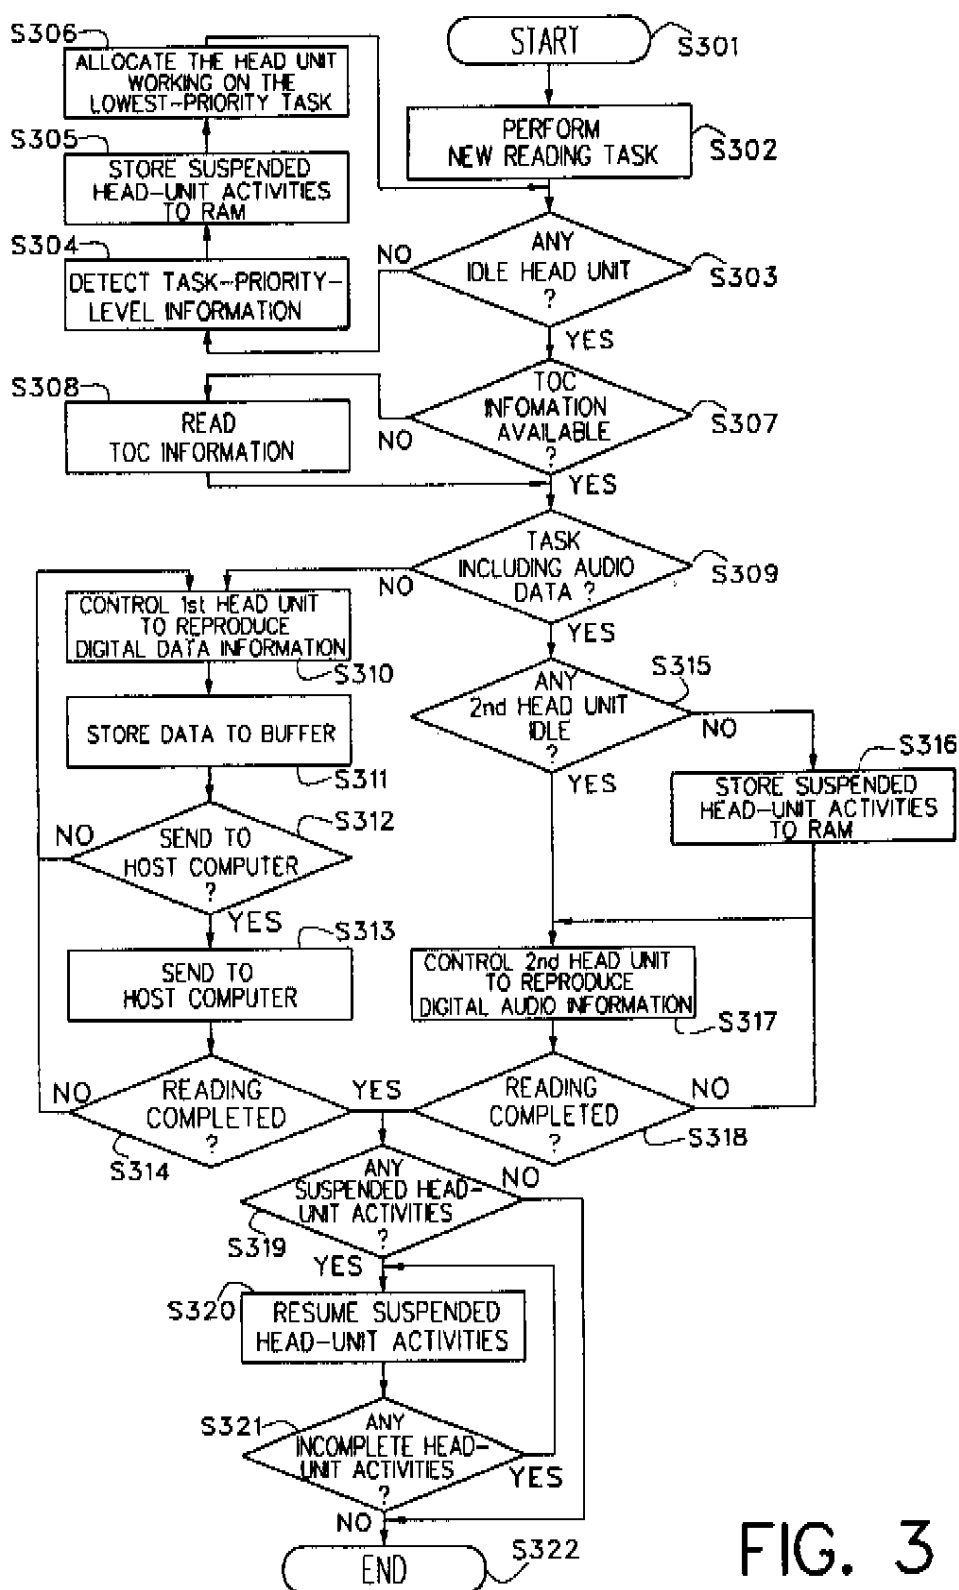 S306
ALLOCATE THE HEAD UNIT
WORKING ON THE
LOWEST-PRIORITY TASK
S305
STORE SUSPENDED
HEAD-UNIT ACTIVITIES
TO RAM
S304
DETECT TASK-PRIORITY-
LEVEL INFORMATION
START
S301
PERFORM
NEW READING TASK
S302
ANY
IDLE HEAD UNIT
?
S303
NO
YES
S308
READ
TOC INFORMATION
TOC
INFOMATION
AVAILABLE
?
S307
NO
YES
TASK
INCLUDING AUDIO
DATA ?
S309
NO
YES
CONTROL 1st HEAD UNIT
TO REPRODUCE
DIGITAL DATA INFORMATION
S310
STORE DATA TO BUFFER
S311
SEND TO
HOST COMPUTER
?
S312
NO
YES
S313
SEND TO
HOST COMPUTER
READING
COMPLETED
?
NO
YES
S314
ANY
2nd HEAD UNIT
IDLE
?
S315
NO
YES
S316
STORE SUSPENDED
HEAD-UNIT ACTIVITIES
TO RAM
CONTROL 2nd HEAD UNIT
TO REPRODUCE
DIGITAL AUDIO INFORMATION
S317
READING
COMPLETED
?
NO
S318
ANY
SUSPENDED HEAD-
UNIT ACTIVITIES
?
NO
S319
YES
S320
RESUME SUSPENDED
HEAD-UNIT ACTIVITIES
S321
ANY
INCOMPLETE HEAD-
UNIT ACTIVITIES
?
YES
NO
END
S322
FIG. 3